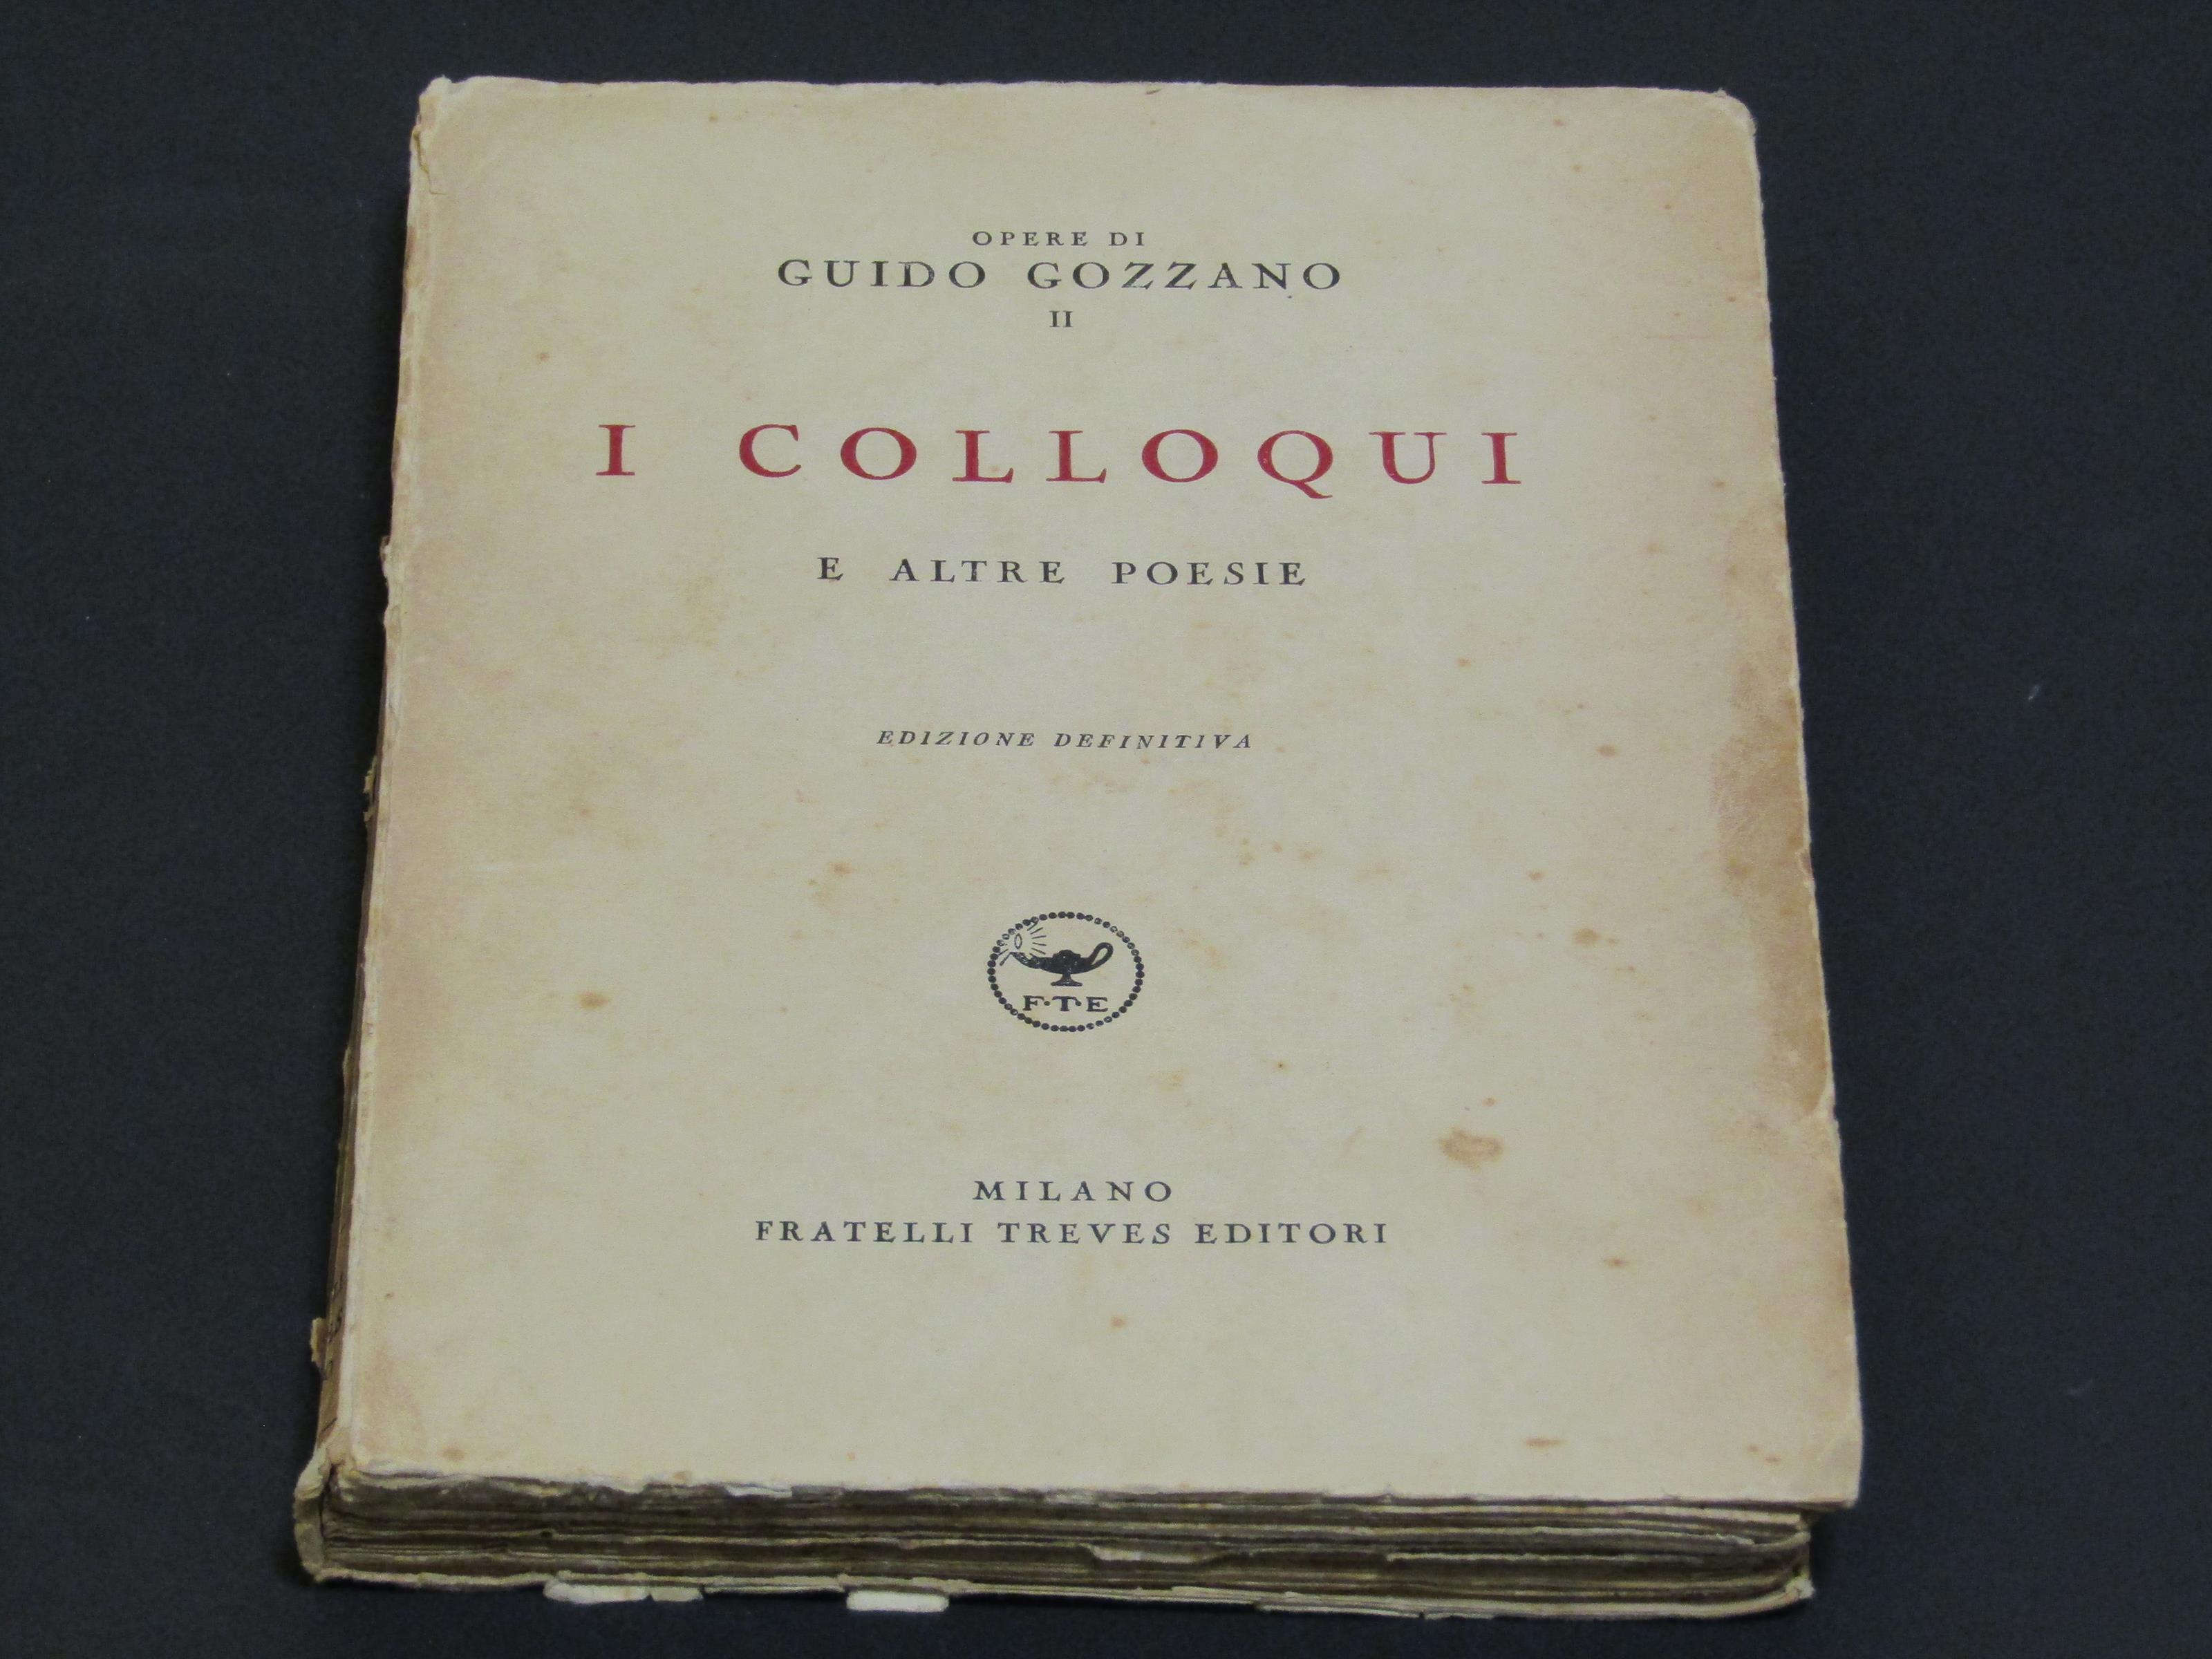 OPERE DI
GUIDO GOZZANO
II
I COLLOQUI
E ALTRE POESIE
EDIZIONE DEFINITIVA
F·T·E
MILANO
FRATELLI TREVES EDITORI